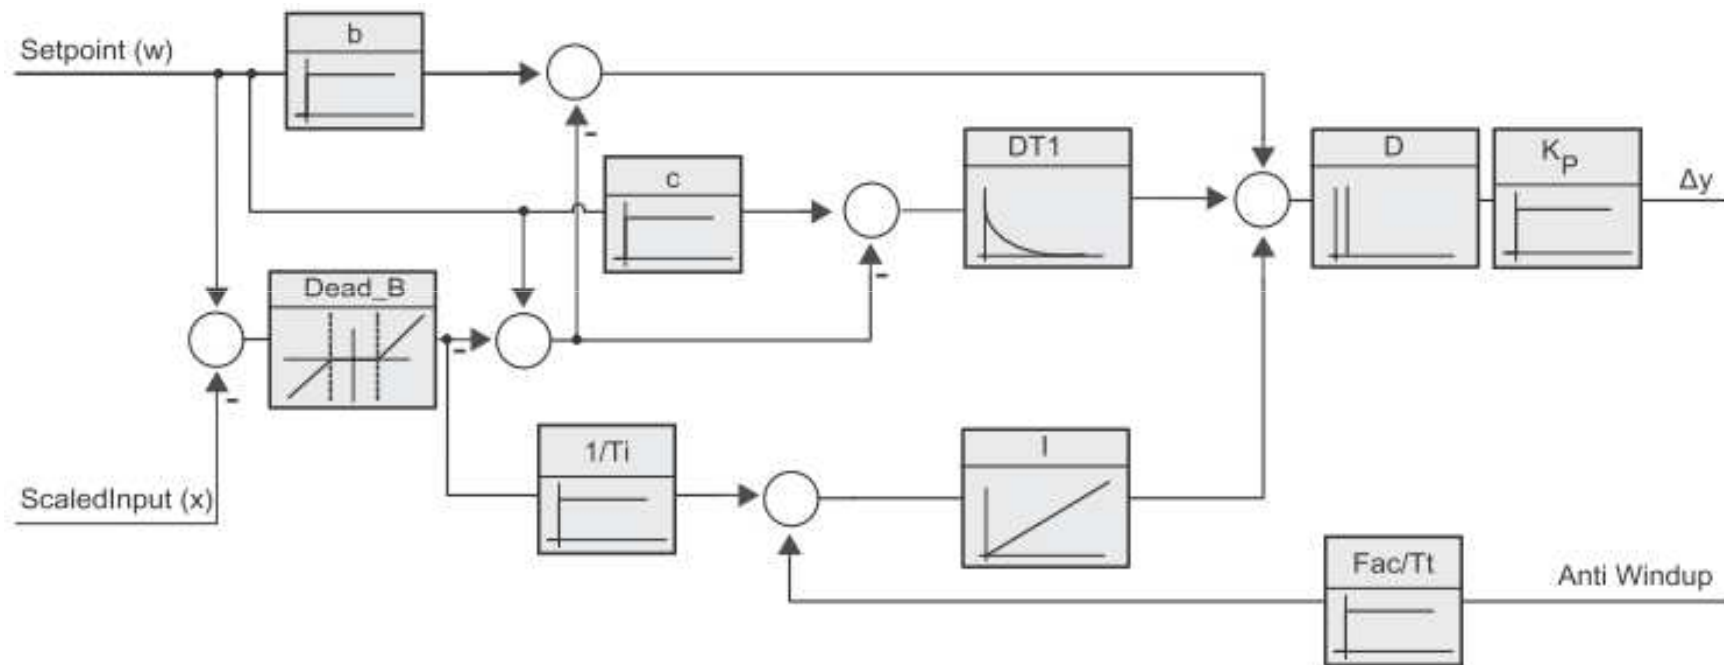 b
Setpoint (w)
-
DT1
D
KP
c
Δy
-
Dead_B
-
-
1/Ti
I
ScaledInput (x)
Fac/Tt
Anti Windup